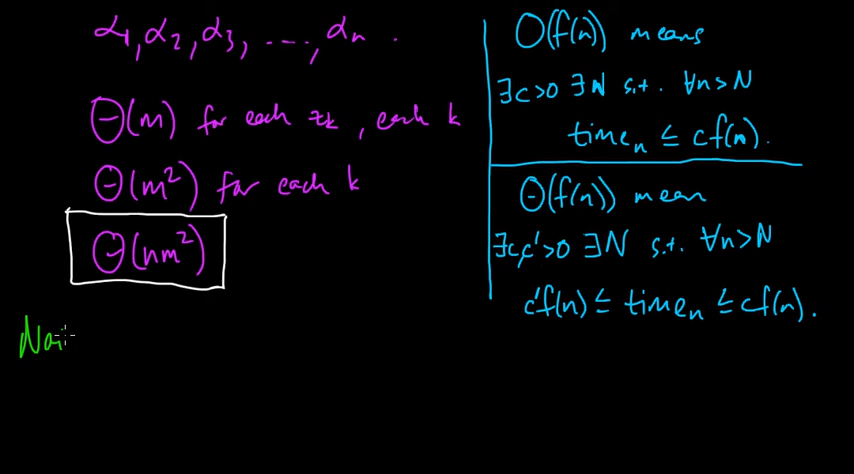 α₁, α₂, α₃, ..., αₙ .
Θ(m) for each zₖ, each k
Θ(m²) for each k
Θ(nm²)
Nai
O(f(n)) means
∃c>0 ∃N s.t. ∀n>N
timeₙ ≤ cf(n).
Θ(f(n)) mean
∃c,c'>0 ∃N s.t. ∀n>N
c'f(n) ≤ timeₙ ≤ cf(n).